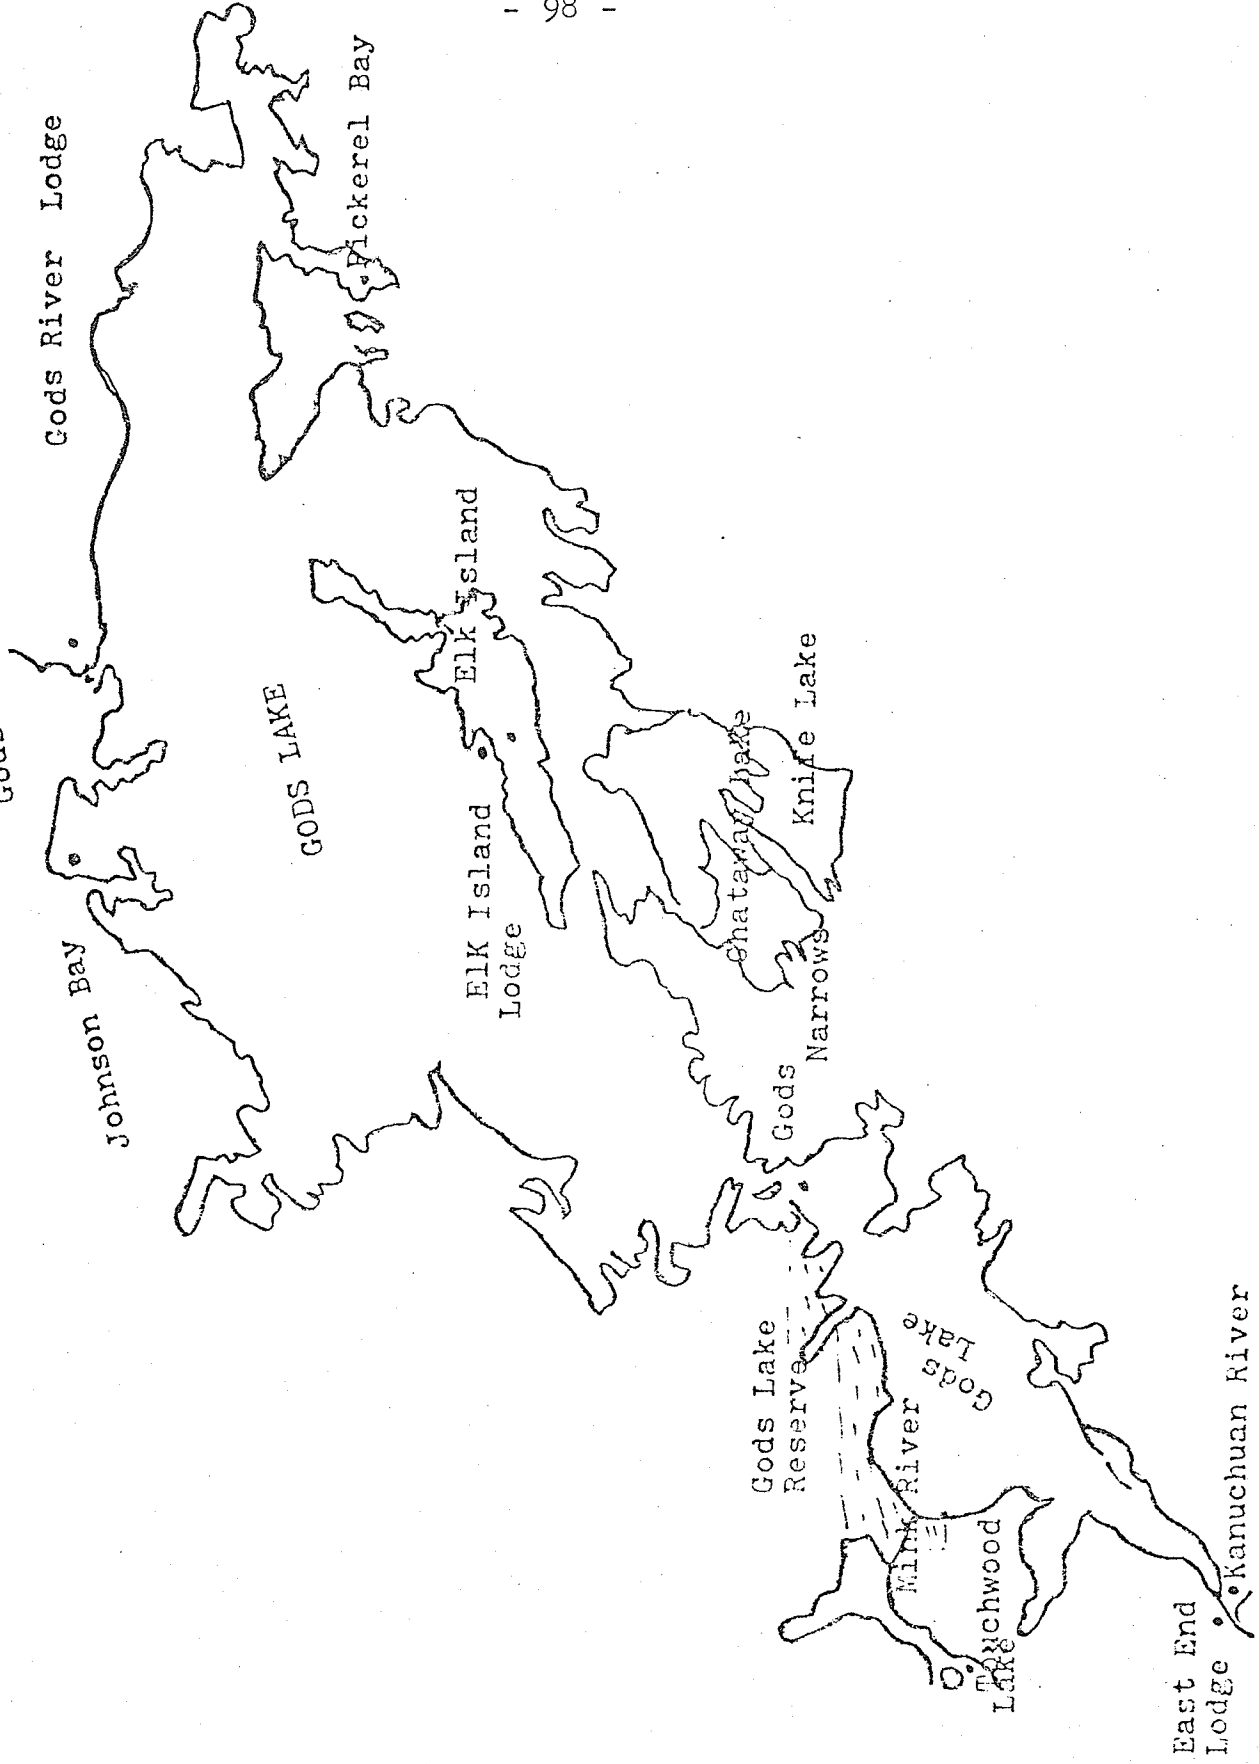 - 98 -
Gods
Gods River Lodge
Pickerel Bay
Johnson Bay
GODS LAKE
Elk Island
Elk Island
Lodge
Chataway Lake
Knife Lake
Gods
Narrows
Gods Lake
Reserve
Gods
Lake
Mink River
Touchwood
Lake
East End
Lodge
Kanuchuan River